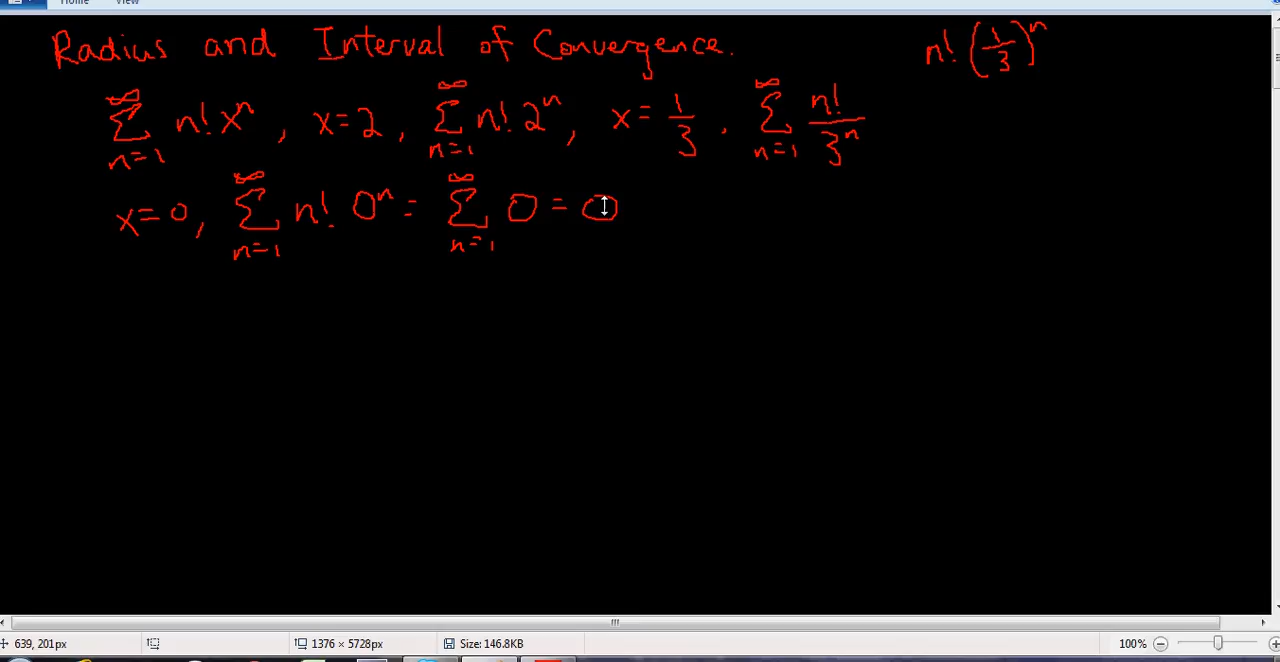 Home View
Radius and Interval of Convergence.
n! (1/3)^n
∞ ∑ n=1 n! x^n , x=2 , ∞ ∑ n=1 n! 2^n , x = 1/3 . ∞ ∑ n=1 n!/3^n
x=0 , ∞ ∑ n=1 n! 0^n = ∞ ∑ n=1 0 = 0
639, 201px 1376 × 5728px Size: 146.8KB 100%